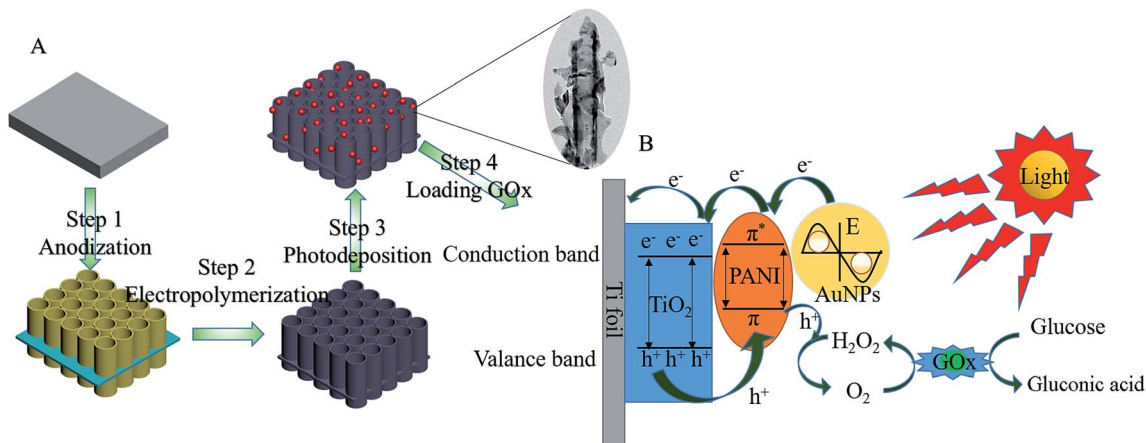 A
Step 1
Anodization
Step 2
Electropolymerization
Step 3
Photodeposition
Step 4
Loading GOx
B
Conduction band
Valance band
Ti foil
e-
e-
e-
e- e- e-
TiO2
h+ h+ h+
π*
PANI
π
h+
h+
E
AuNPs
Light
H2O2
O2
GOx
Glucose
Gluconic acid